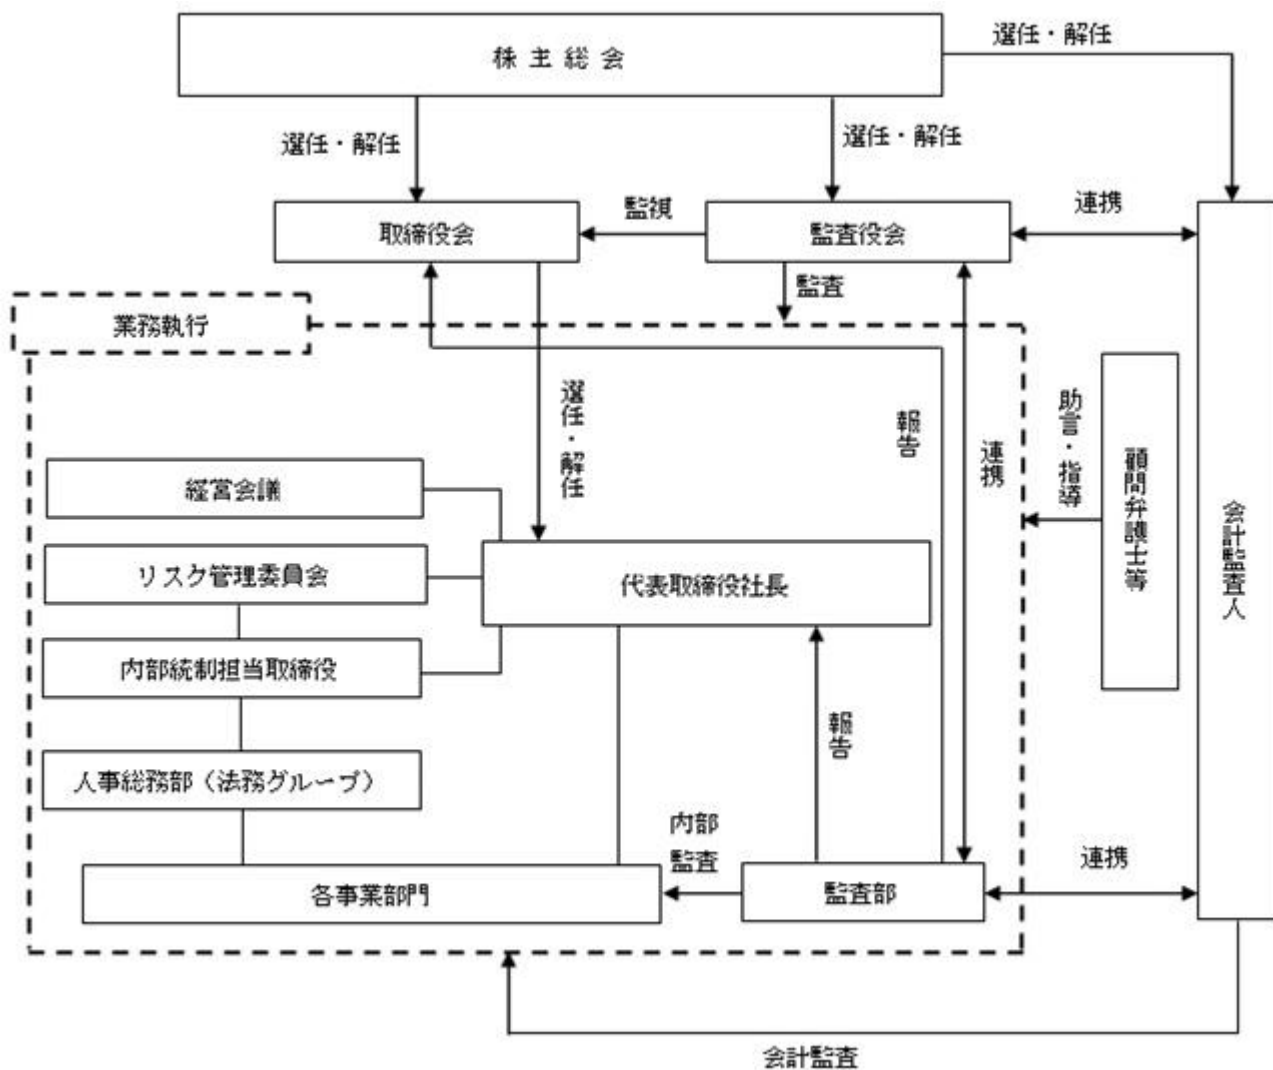 株主総会
選任・解任
選任・解任
選任・解任
取締役会
監視
監査役会
連携
監査
業務執行
選任・解任
報告
連携
助言・指導
顧問弁護士等
会計監査人
経営会議
リスク管理委員会
代表取締役社長
内部統制担当取締役
報告
人事総務部（法務グループ）
内部
監査
各事業部門
監査部
連携
会計監査